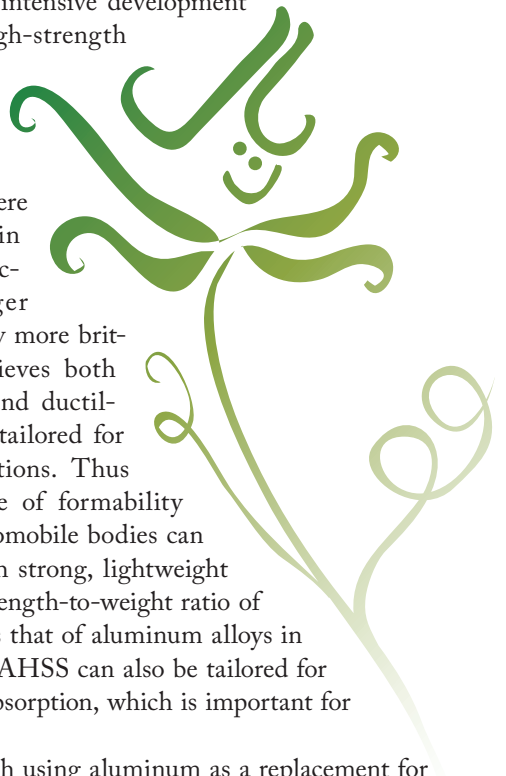 intensive development
gh-strength
ere
in
c-
ger
y more brit-
ieves both
nd ductil-
tailored for
tions. Thus
e of formability
omobile bodies can
n strong, lightweight
ength-to-weight ratio of
s that of aluminum alloys in
AHSS can also be tailored for
bsorption, which is important for
h using aluminum as a replacement for